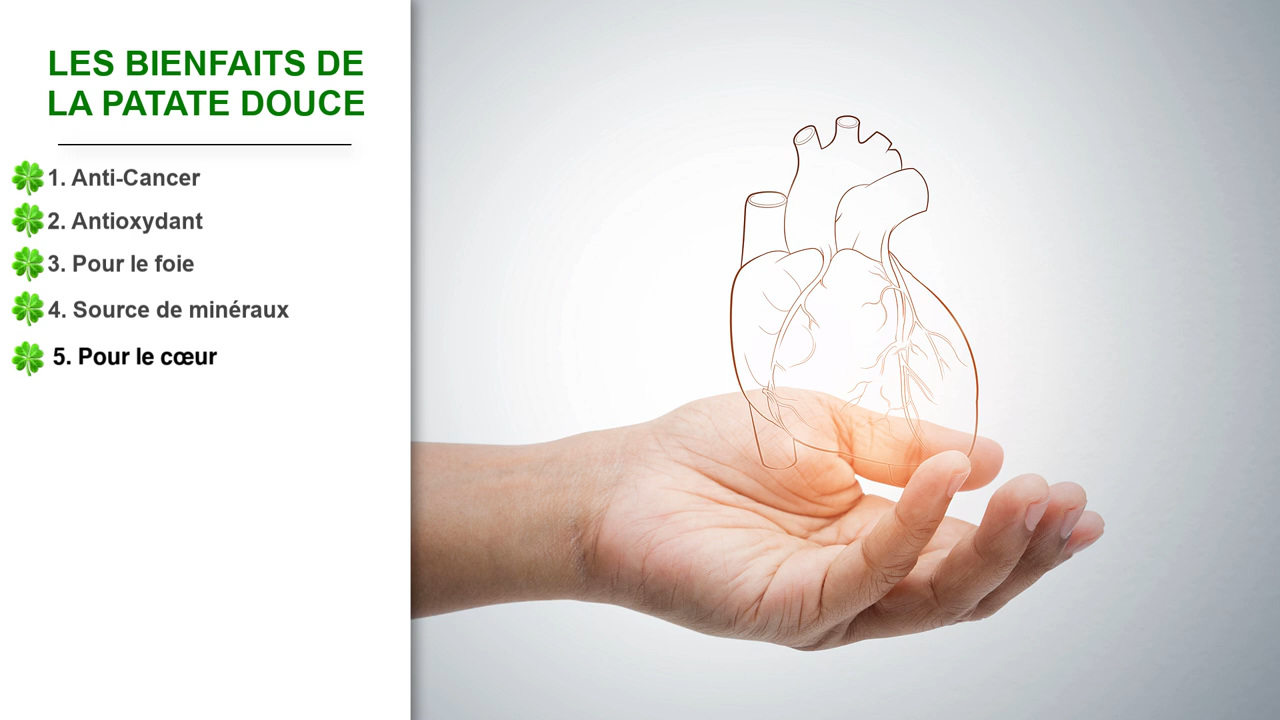 LES BIENFAITS DE
LA PATATE DOUCE
1. Anti-Cancer
2. Antioxydant
3. Pour le foie
4. Source de minéraux
5. Pour le cœur